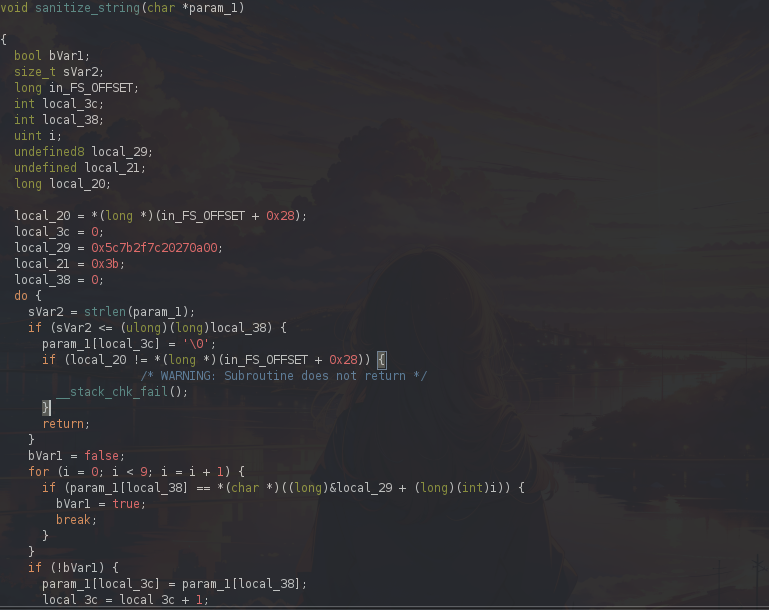 void sanitize_string(char *param_1)
{
bool bVar1;
size_t sVar2;
long in_FS_OFFSET;
int local_3c;
int local_38;
uint i;
undefined8 local_29;
undefined local_21;
long local_20;
local_20 = *(long *)(in_FS_OFFSET + 0x28);
local_3c = 0;
local_29 = 0x5c7b2f7c20270a00;
local_21 = 0x3b;
local_38 = 0;
do {
sVar2 = strlen(param_1);
if (sVar2 <= (ulong)(long)local_38) {
param_1[local_3c] = '\0';
if (local_20 != *(long *)(in_FS_OFFSET + 0x28)) {
/* WARNING: Subroutine does not return */
__stack_chk_fail();
}
return;
}
bVar1 = false;
for (i = 0; i < 9; i = i + 1) {
if (param_1[local_38] == *(char *)((long)&local_29 + (long)(int)i)) {
bVar1 = true;
break;
}
}
if (!bVar1) {
param_1[local_3c] = param_1[local_38];
local_3c = local_3c + 1;